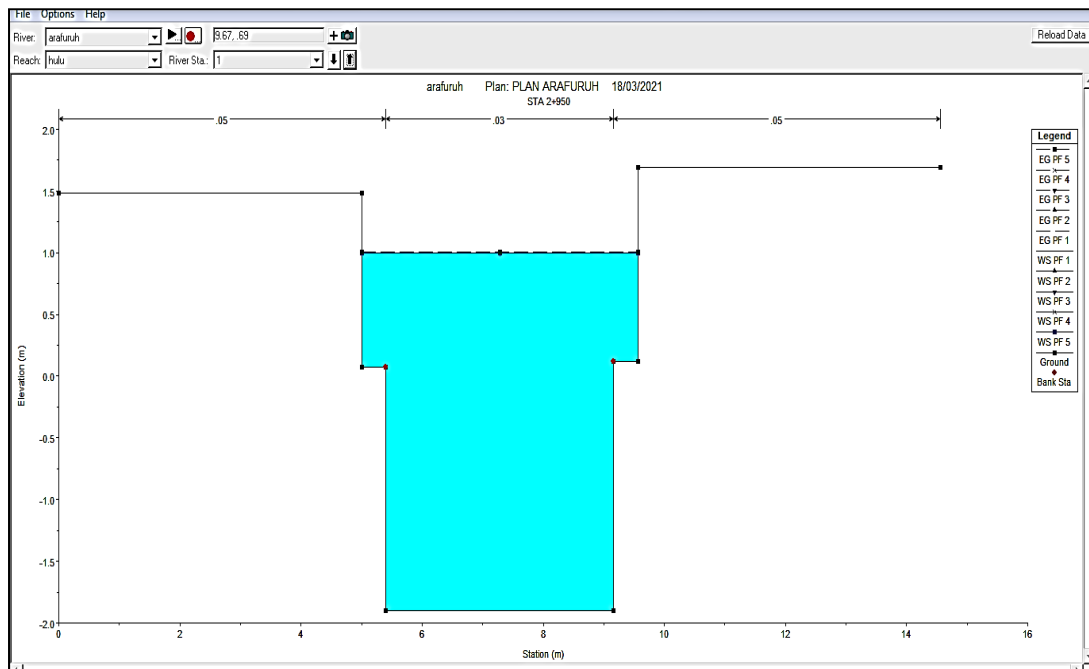 File Options Help
River: arafuruh 9.67, .69 Reload Data
Reach: hulu River Sta.: 1
arafuruh Plan: PLAN ARAFURUH 18/03/2021
STA 2+950
.05 .03 .05
Legend
EG PF 5
EG PF 4
EG PF 3
EG PF 2
EG PF 1
WS PF 1
WS PF 2
WS PF 3
WS PF 4
WS PF 5
Ground
Bank Sta
Elevation (m)
2.0
1.5
1.0
0.5
0.0
-0.5
-1.0
-1.5
-2.0
0 2 4 6 8 10 12 14 16
Station (m)